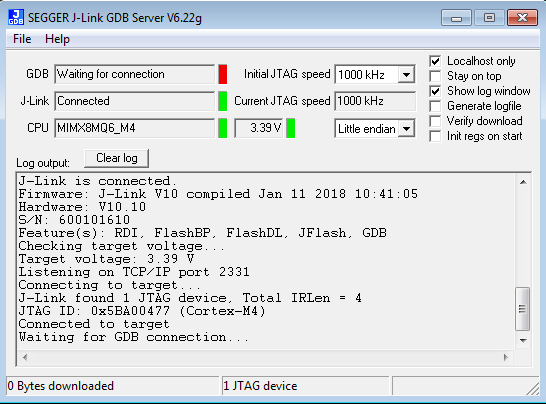 SEGGER J-Link GDB Server V6.22g
File Help
GDB Waiting for connection Initial JTAG speed 1000 kHz Localhost only
Stay on top
J-Link Connected Current JTAG speed 1000 kHz Show log window
Generate logfile
CPU MIMX8MQ6_M4 3.39 V Little endian Verify download
Init regs on start
Log output: Clear log
J-Link is connected.
Firmware: J-Link V10 compiled Jan 11 2018 10:41:05
Hardware: V10.10
S/N: 600101610
Feature(s): RDI, FlashBP, FlashDL, JFlash, GDB
Checking target voltage...
Target voltage: 3.39 V
Listening on TCP/IP port 2331
Connecting to target...
J-Link found 1 JTAG device, Total IRLen = 4
JTAG ID: 0x5BA00477 (Cortex-M4)
Connected to target
Waiting for GDB connection...
0 Bytes downloaded 1 JTAG device